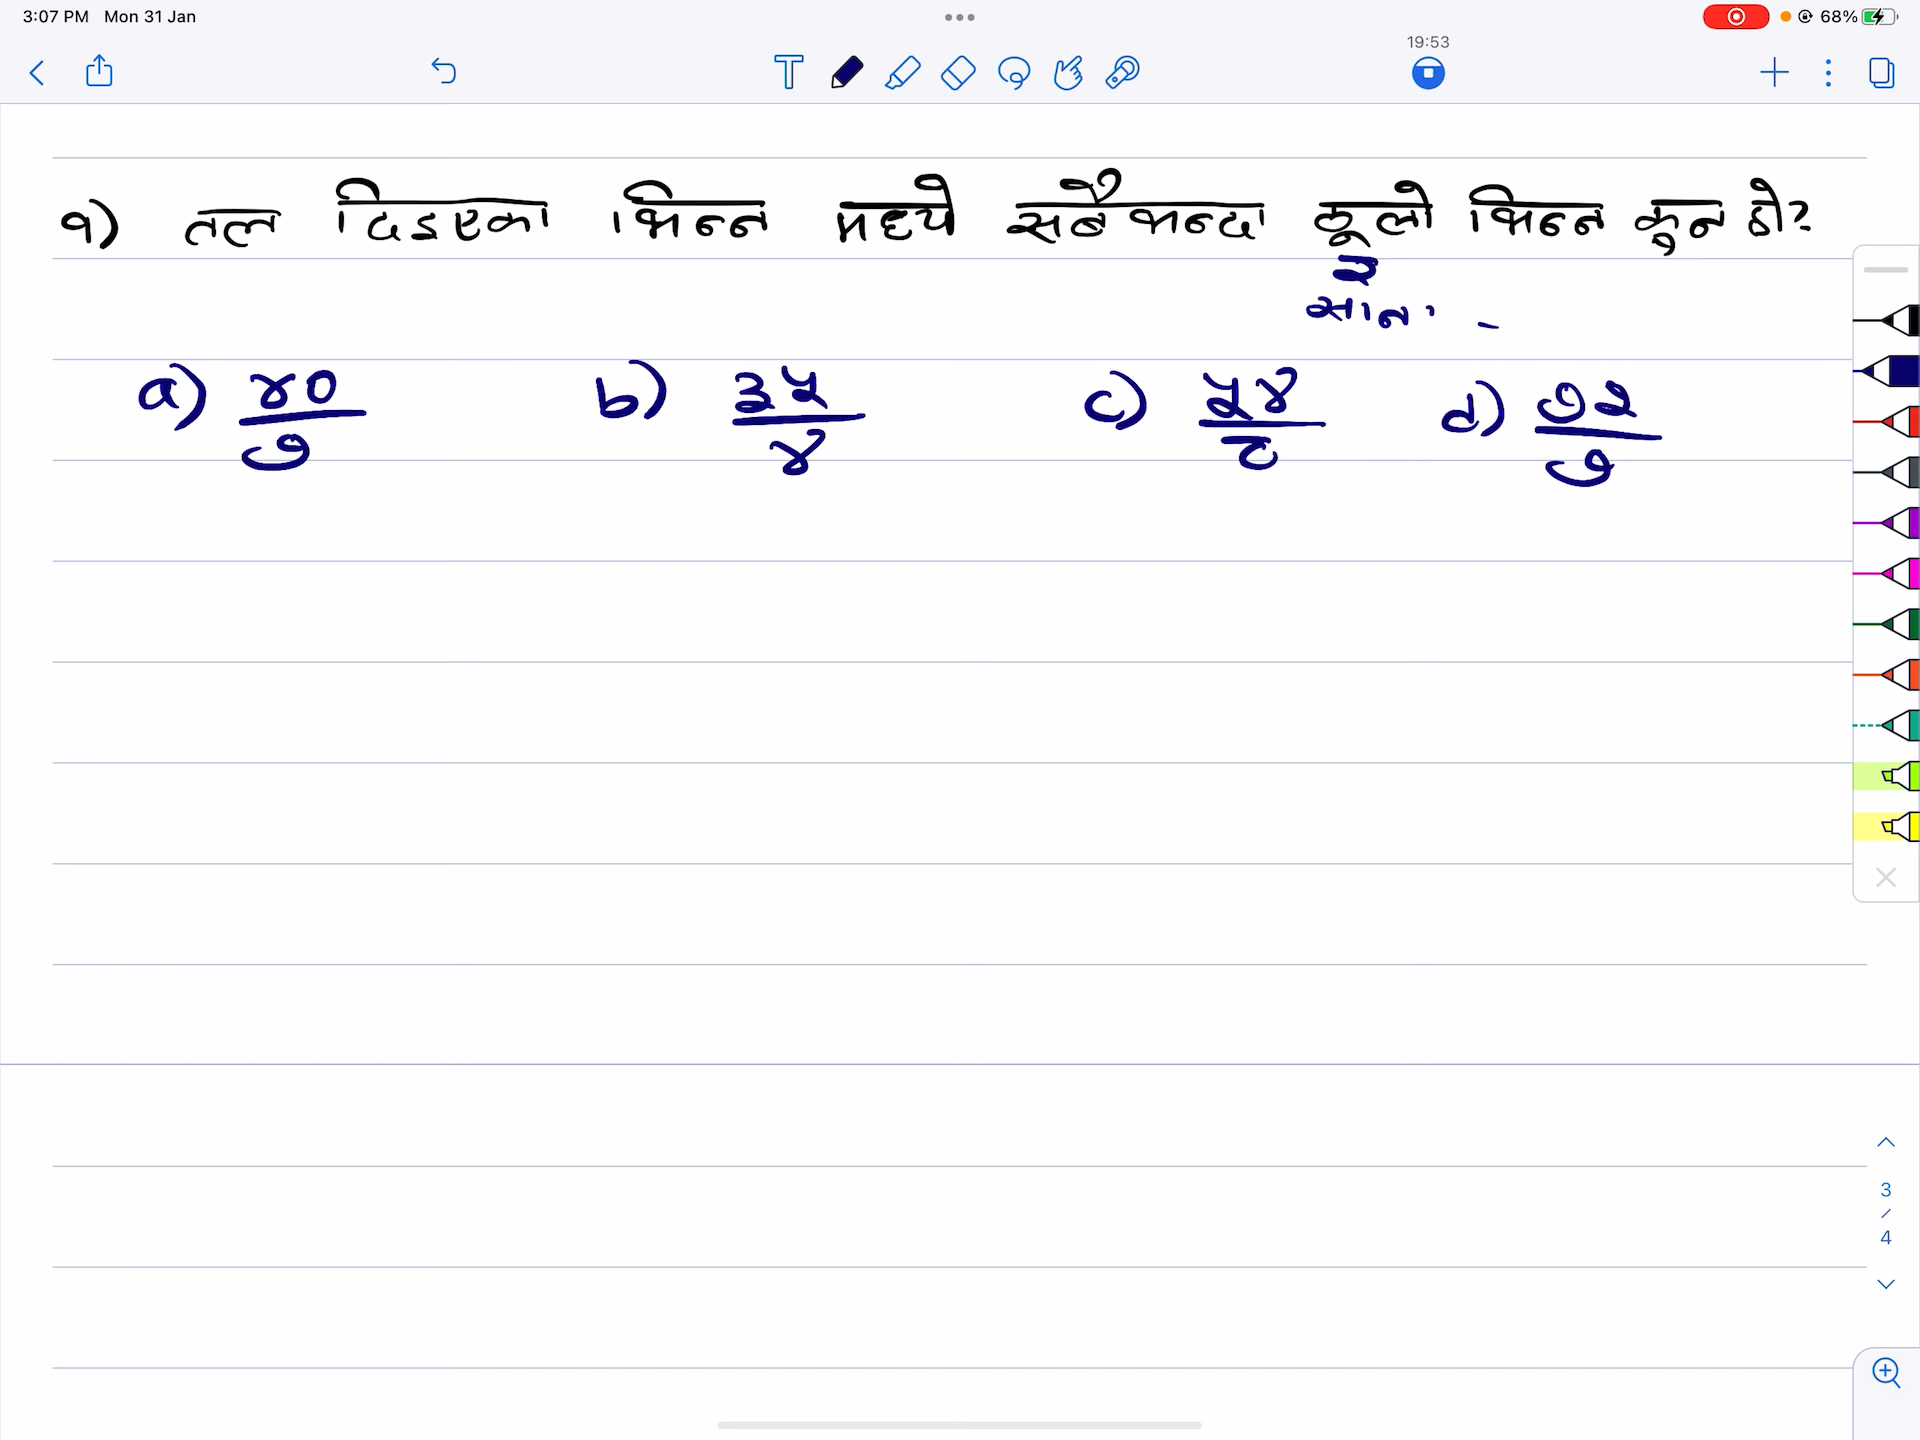 3:07 PM Mon 31 Jan
68%
19:53
१) तल दिइएका भिन्न मध्ये सबै भन्दा ठूलो भिन्न कुन हो?
र
सानो -
a) ४०/७ b) ३५/४ c) ५४/८ d) ७२/७
3
/
4